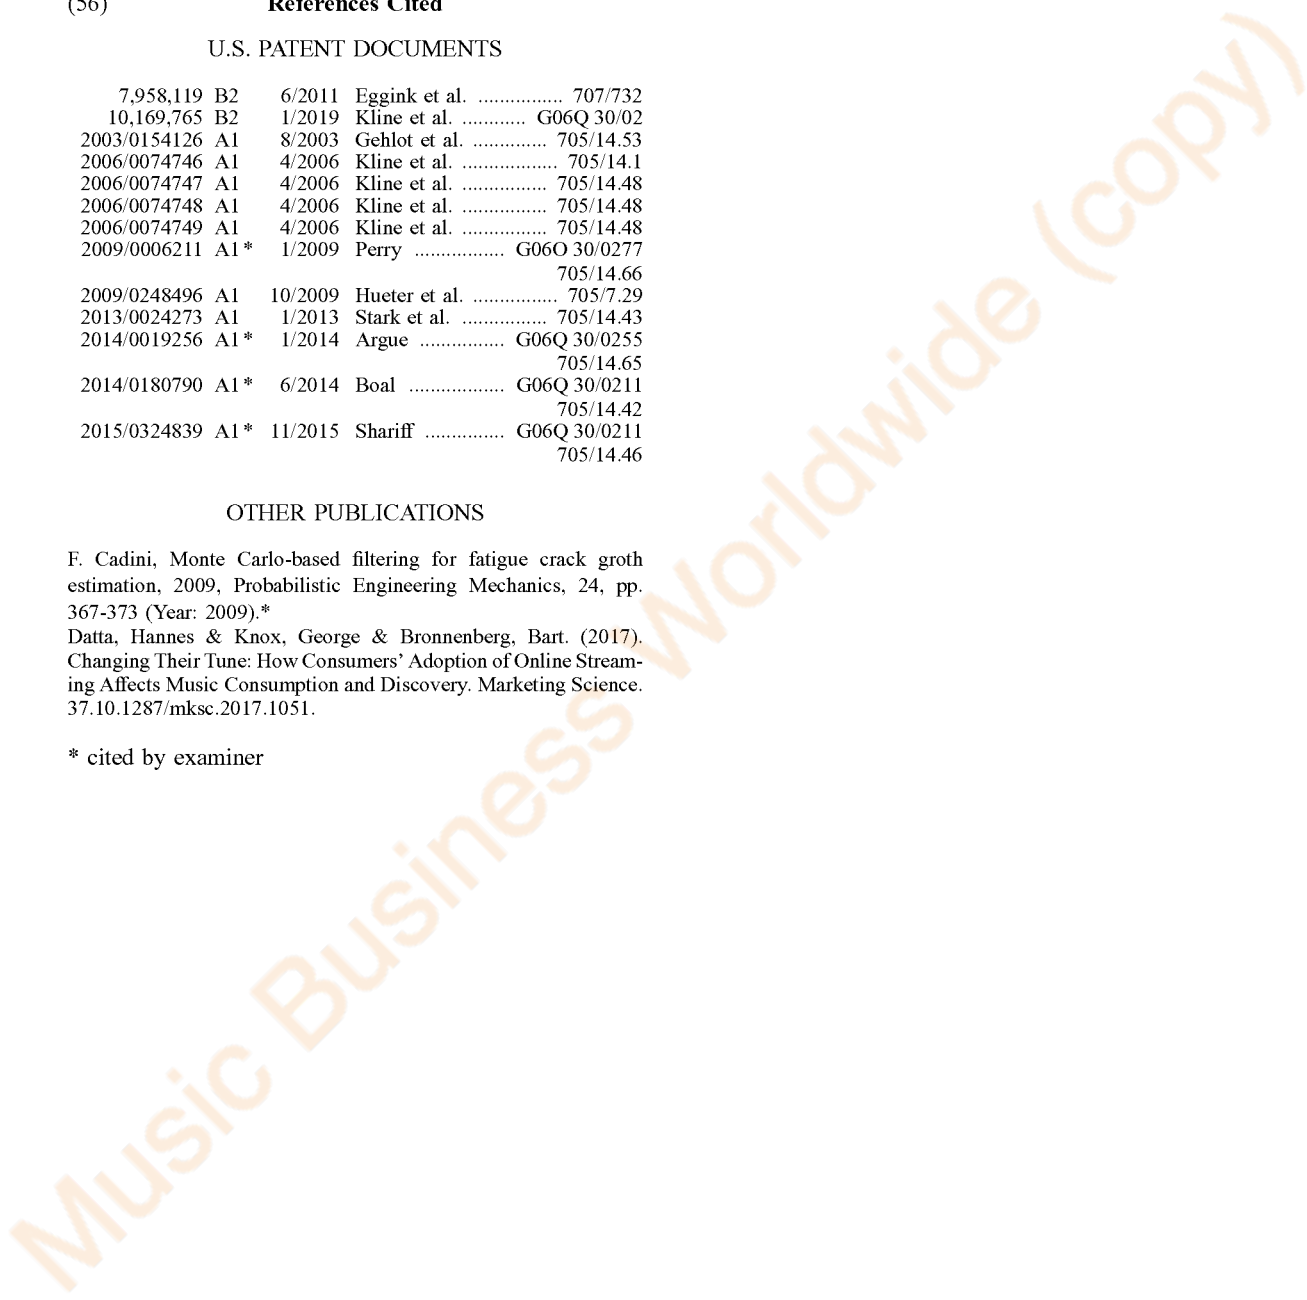 (56) References Cited
U.S. PATENT DOCUMENTS
7,958,119 B2 6/2011 Eggink et al. ................ 707/732
10,169,765 B2 1/2019 Kline et al. ............ G06Q 30/02
2003/0154126 A1 8/2003 Gehlot et al. .............. 705/14.53
2006/0074746 A1 4/2006 Kline et al. .................. 705/14.1
2006/0074747 A1 4/2006 Kline et al. ................ 705/14.48
2006/0074748 A1 4/2006 Kline et al. ................ 705/14.48
2006/0074749 A1 4/2006 Kline et al. ................ 705/14.48
2009/0006211 A1* 1/2009 Perry ................. G06O 30/0277
705/14.66
2009/0248496 A1 10/2009 Hueter et al. ................ 705/7.29
2013/0024273 A1 1/2013 Stark et al. ................ 705/14.43
2014/0019256 A1* 1/2014 Argue ................ G06Q 30/0255
705/14.65
2014/0180790 A1* 6/2014 Boal .................. G06Q 30/0211
705/14.42
2015/0324839 A1* 11/2015 Shariff ............... G06Q 30/0211
705/14.46
OTHER PUBLICATIONS
F. Cadini, Monte Carlo-based filtering for fatigue crack groth
estimation, 2009, Probabilistic Engineering Mechanics, 24, pp.
367-373 (Year: 2009).*
Datta, Hannes & Knox, George & Bronnenberg, Bart. (2017).
Changing Their Tune: How Consumers' Adoption of Online Stream-
ing Affects Music Consumption and Discovery. Marketing Science.
37.10.1287/mksc.2017.1051.
* cited by examiner
Music Business Worldwide (copy)